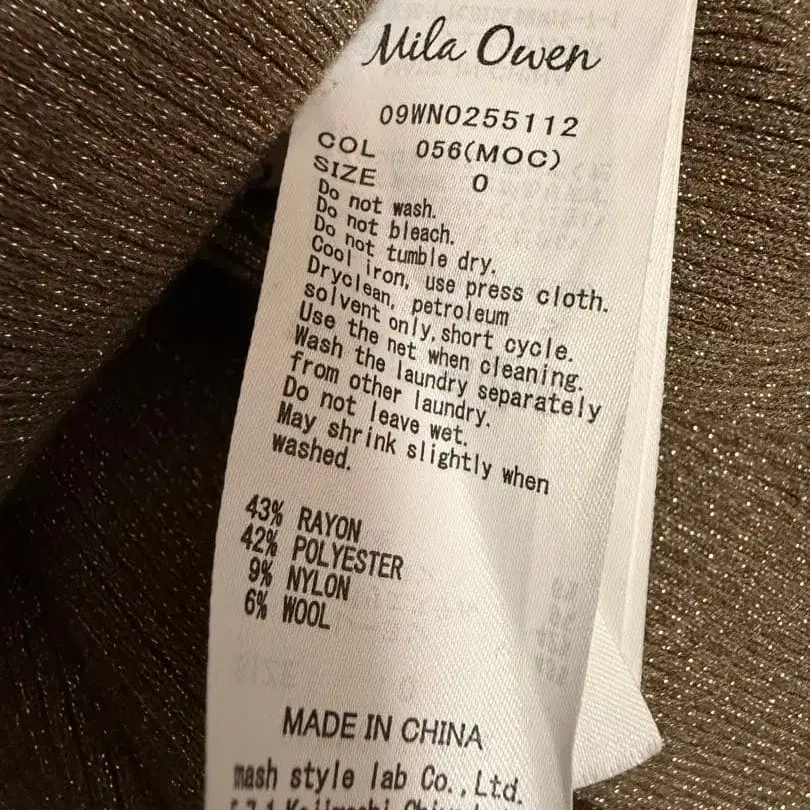 Mila Owen
09WN0255112
COL 056(MOC)
SIZE 0
Do not wash.
Do not bleach.
Do not tumble dry.
Cool iron, use press cloth.
Dryclean, petroleum
solvent only, short cycle.
Use the net when cleaning.
Wash the laundry separately
from other laundry.
Do not leave wet.
May shrink slightly when
washed.
43% RAYON
42% POLYESTER
9% NYLON
6% WOOL
MADE IN CHINA
mash style lab Co., Ltd.